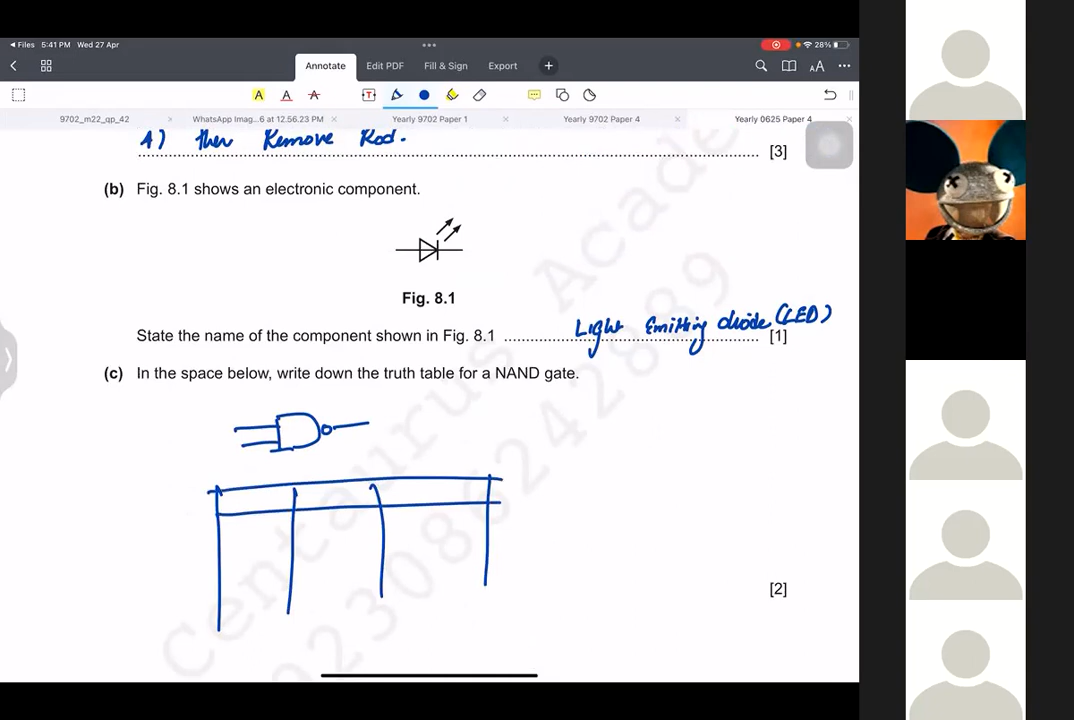 Files 5:41 PM Wed 27 Apr 28%
Annotate Edit PDF Fill & Sign Export
9702_m22_qp_42 WhatsApp Imag...6 at 12.56.23 PM Yearly 9702 Paper 1 Yearly 9702 Paper 4 Yearly 0625 Paper 4
4) then Remove Rod.
[3]
(b) Fig. 8.1 shows an electronic component.
Fig. 8.1
Light Emitting diode (LED)
State the name of the component shown in Fig. 8.1 [1]
(c) In the space below, write down the truth table for a NAND gate.
[2]
Centaurus Acade
923086242889